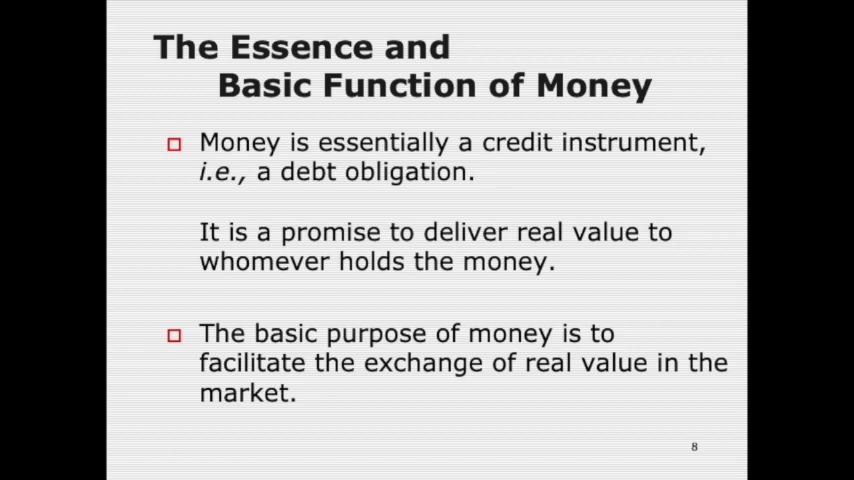 The Essence and
Basic Function of Money
Money is essentially a credit instrument,
i.e., a debt obligation.
It is a promise to deliver real value to
whomever holds the money.
The basic purpose of money is to
facilitate the exchange of real value in the
market.
8